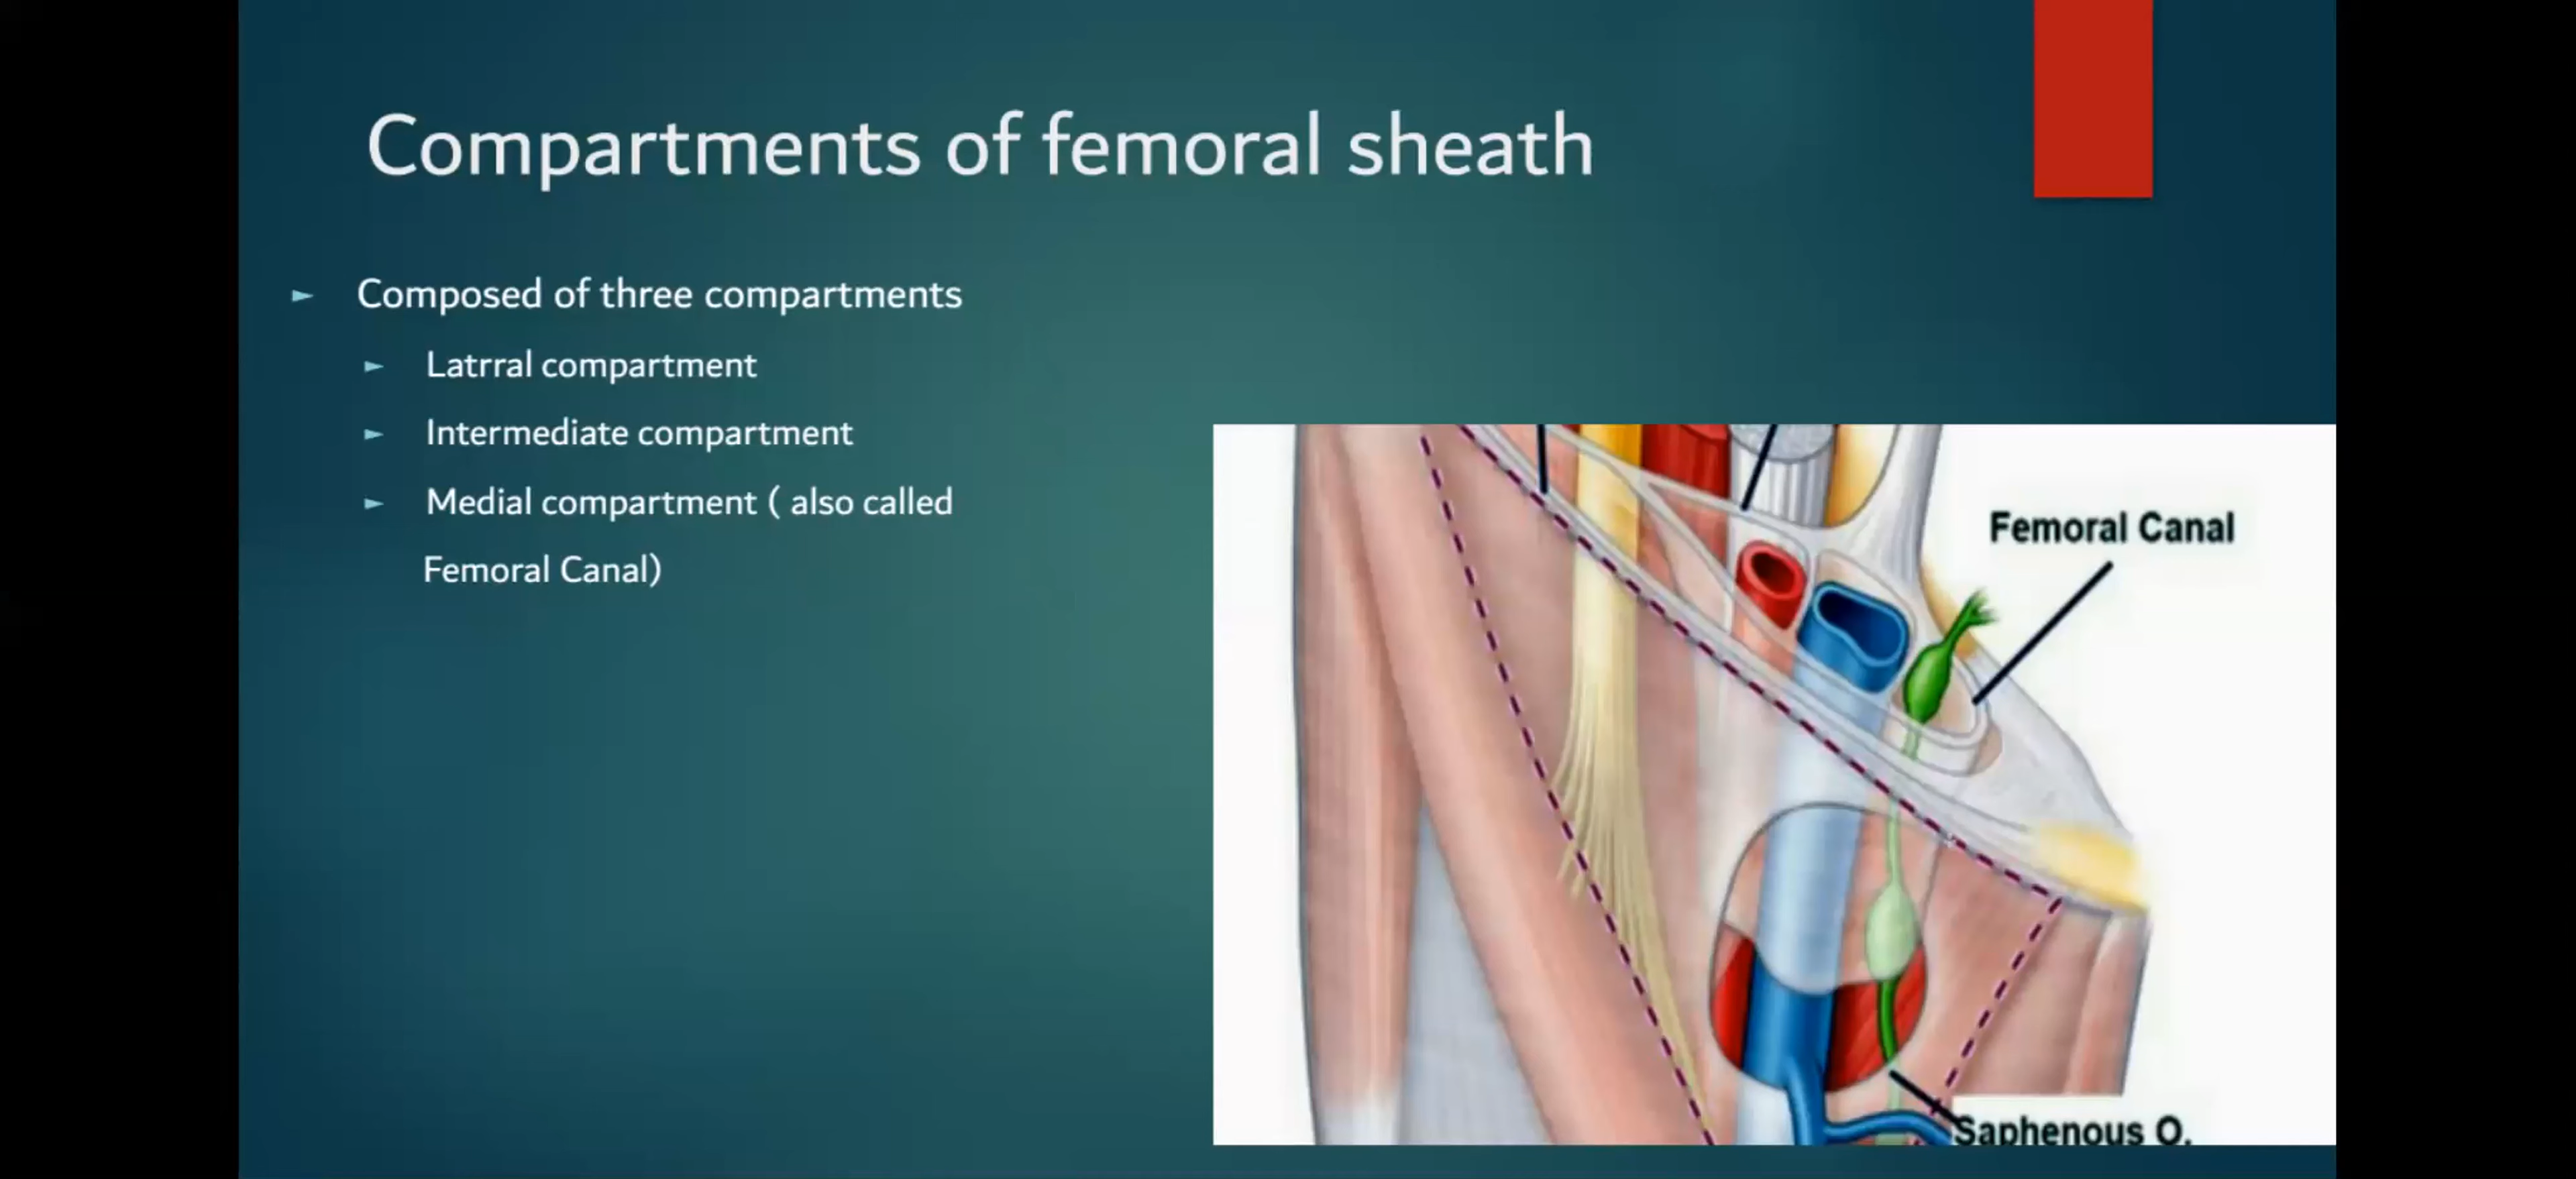 Compartments of femoral sheath
Composed of three compartments
Latrral compartment
Intermediate compartment
Medial compartment ( also called
Femoral Canal)
Femoral Canal
Saphenous O.